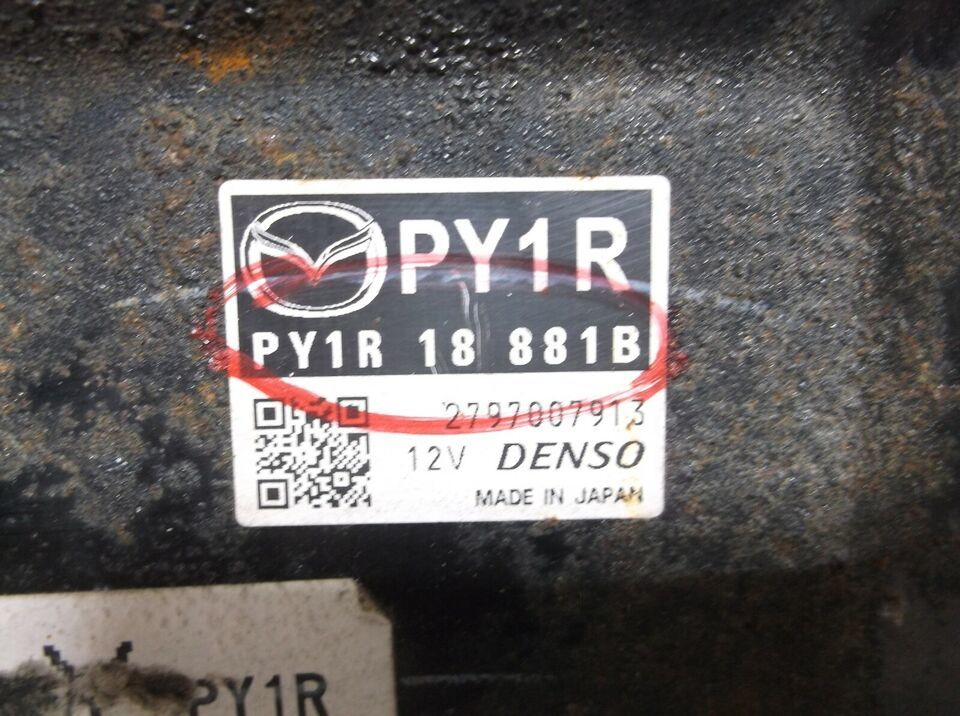 PY1R
PY1R 18 881B
2797007913
12V DENSO
MADE IN JAPAN
PY1R